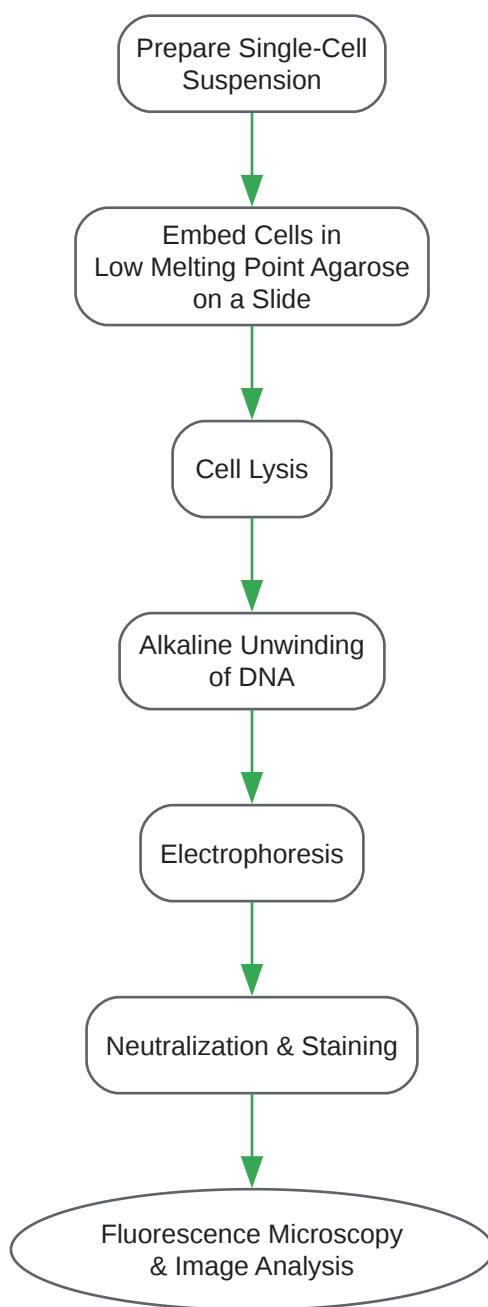 Prepare Single-Cell
Suspension
Embed Cells in
Low Melting Point Agarose
on a Slide
Cell Lysis
Alkaline Unwinding
of DNA
Electrophoresis
Neutralization & Staining
Fluorescence Microscopy
& Image Analysis